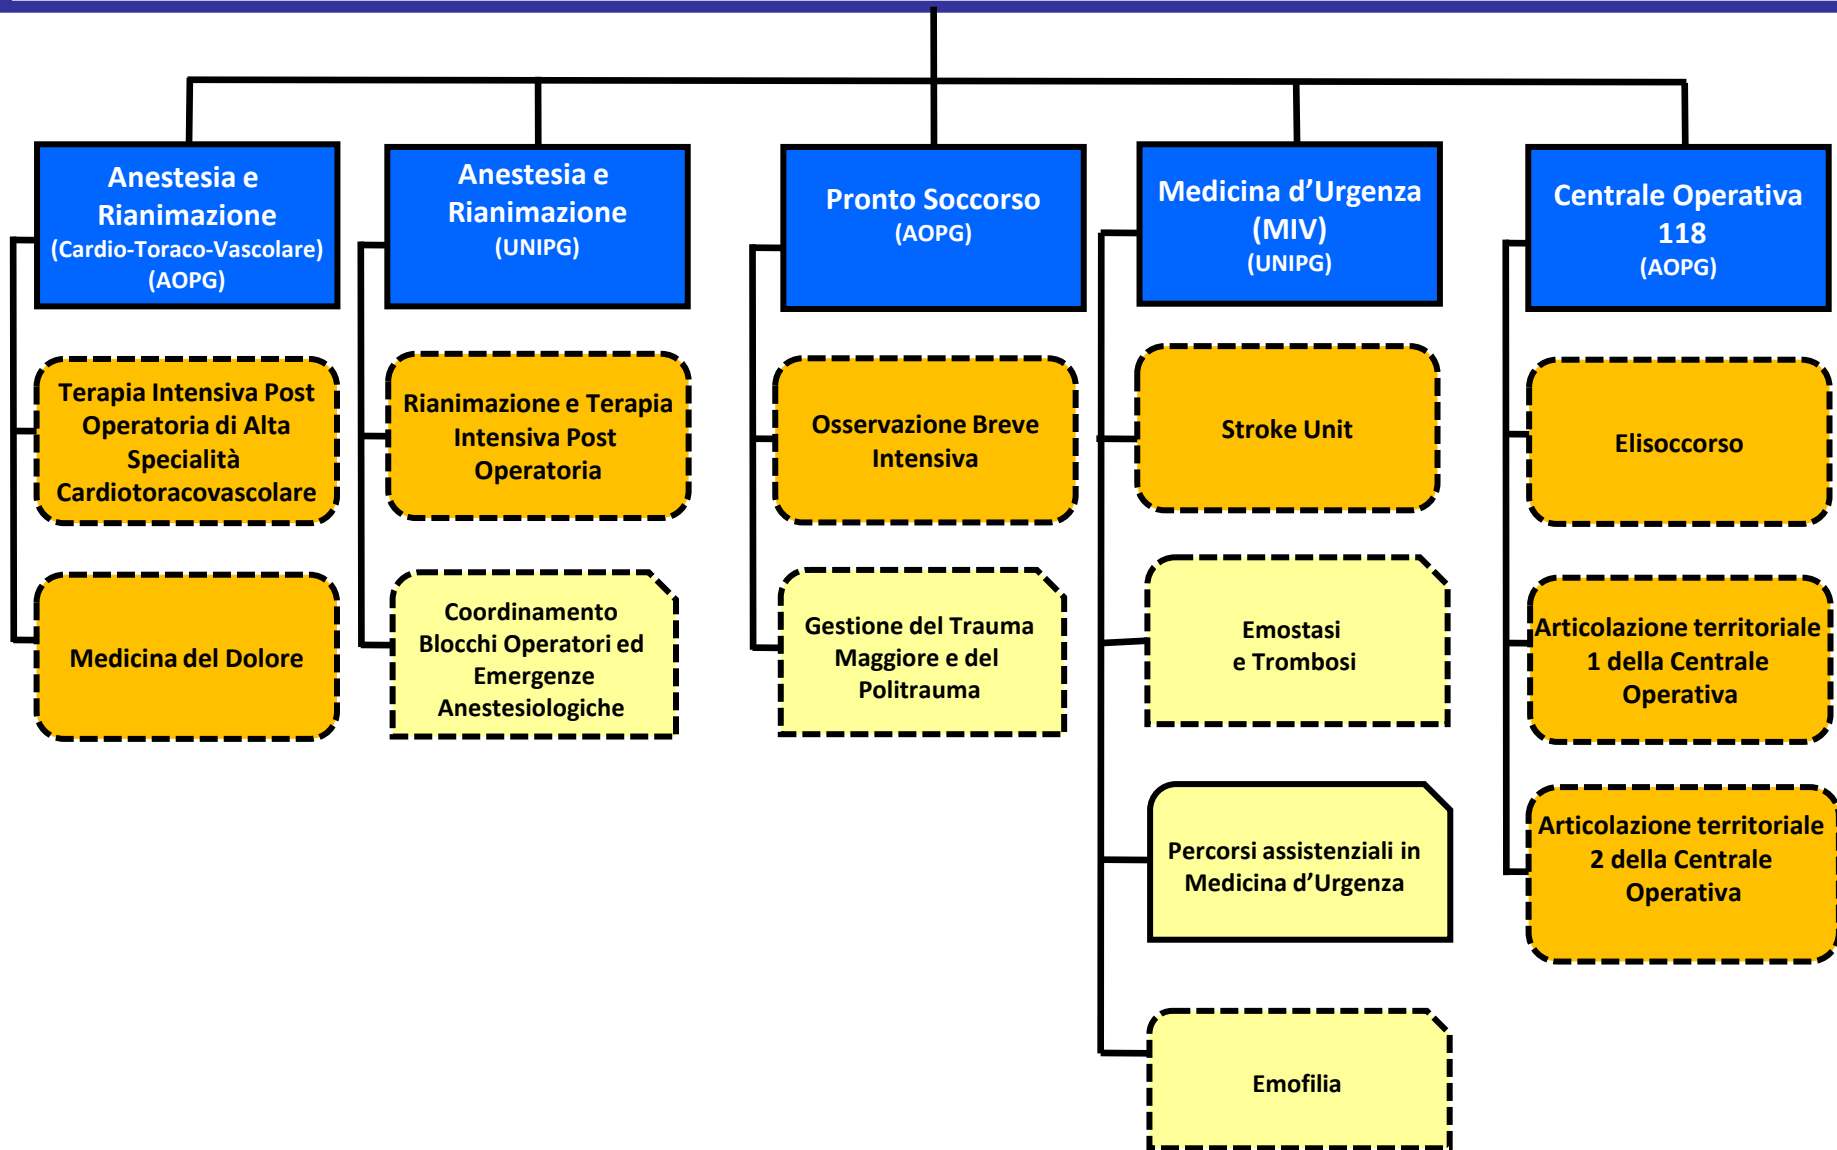 Anestesia e
Rianimazione
(Cardio-Toraco-Vascolare)
(AOPG)
Anestesia e
Rianimazione
(UNIPG)
Pronto Soccorso
(AOPG)
Medicina d’Urgenza
(MIV)
(UNIPG)
Centrale Operativa
118
(AOPG)
Terapia Intensiva Post
Operatoria di Alta
Specialità
Cardiotoracovascolare
Rianimazione e Terapia
Intensiva Post
Operatoria
Osservazione Breve
Intensiva
Stroke Unit
Elisoccorso
Medicina del Dolore
Coordinamento
Blocchi Operatori ed
Emergenze
Anestesiologiche
Gestione del Trauma
Maggiore e del
Politrauma
Emostasi
e Trombosi
Articolazione territoriale
1 della Centrale
Operativa
Percorsi assistenziali in
Medicina d’Urgenza
Articolazione territoriale
2 della Centrale
Operativa
Emofilia